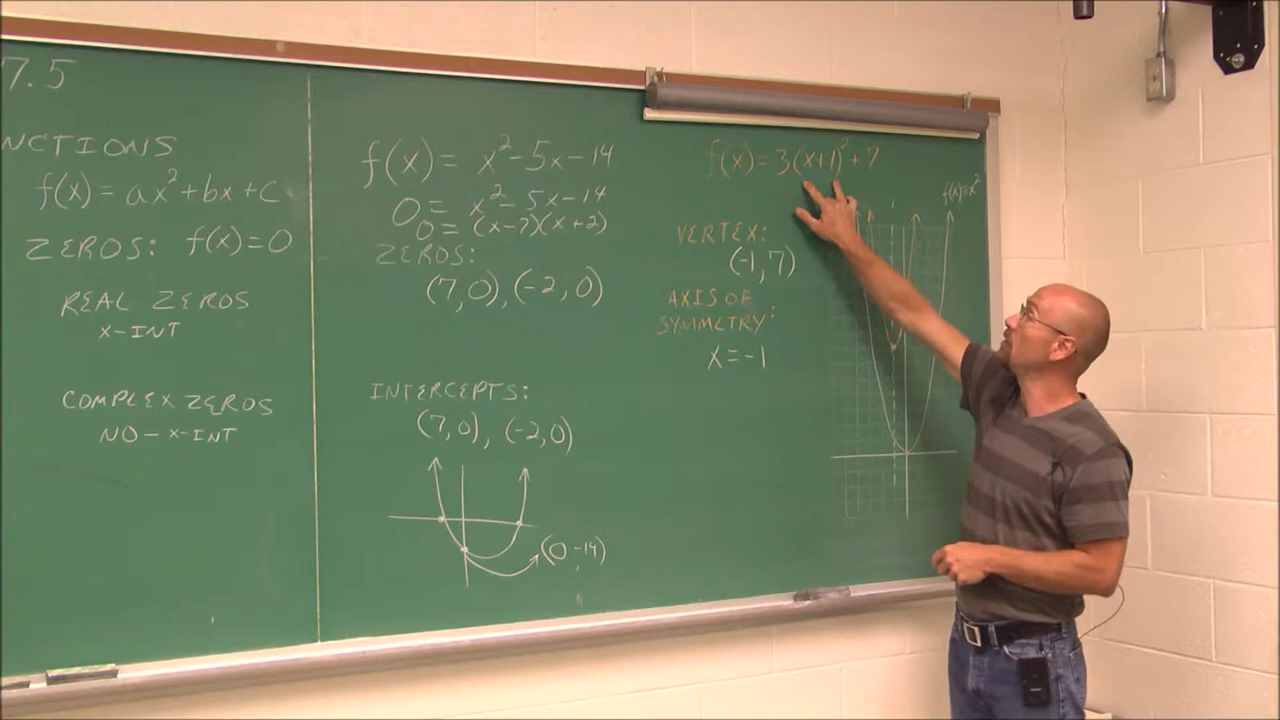 7.5
NCTIONS
f(x) = ax² + bx + c
ZEROS: f(x) = 0
REAL ZEROS
x-INT
COMPLEX ZEROS
NO - x-INT
f(x) = x² - 5x - 14
0 = x² - 5x - 14
0 = (x-7)(x+2)
ZEROS:
(7,0), (-2,0)
INTERCEPTS:
(7,0), (-2,0)
(0,-14)
f(x) = 3(x+1)² + 7
VERTEX:
(-1,7)
AXIS OF
SYMMETRY:
x = -1
f(x)=x²